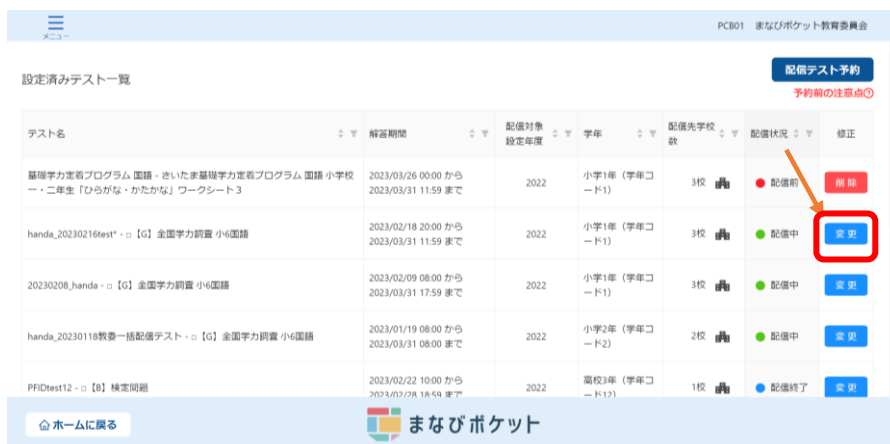 メニュー
PCB01 まなびポケット教育委員会
設定済みテスト一覧
配信テスト予約
予約前の注意点?
テスト名 解答期間 配信対象 学年 配信先学校 配信状況 修正
設定年度 数
基礎学力定着プログラム 国語 - さいたま基礎学力定着プログラム 国語 小学校 2023/03/26 00:00 から 2022 小学1年（学年コ 3校 配信前 削 除
一・二年生「ひらがな・かたかな」ワークシート３ 2023/03/31 11:59 まで ード1)
handa_20230216test* - □【G】全国学力調査 小6国語 2023/02/18 20:00 から 2022 小学1年（学年コ 3校 配信中 変 更
2023/03/31 11:59 まで ード1)
20230208_handa - □【G】全国学力調査 小6国語 2023/02/09 08:00 から 2022 小学1年（学年コ 3校 配信中 変 更
2023/03/31 17:59 まで ード1)
handa_20230118教委一括配信テスト - □【G】全国学力調査 小6国語 2023/01/19 08:00 から 2022 小学2年（学年コ 2校 配信中 変 更
2023/03/31 08:00 まで ード2)
PFIDtest12 - □【B】検定問題 2023/02/22 10:00 から 2022 高校3年（学年コ 1校 配信終了 変 更
2023/02/28 18:59 まで ード12)
ホームに戻る
まなびポケット